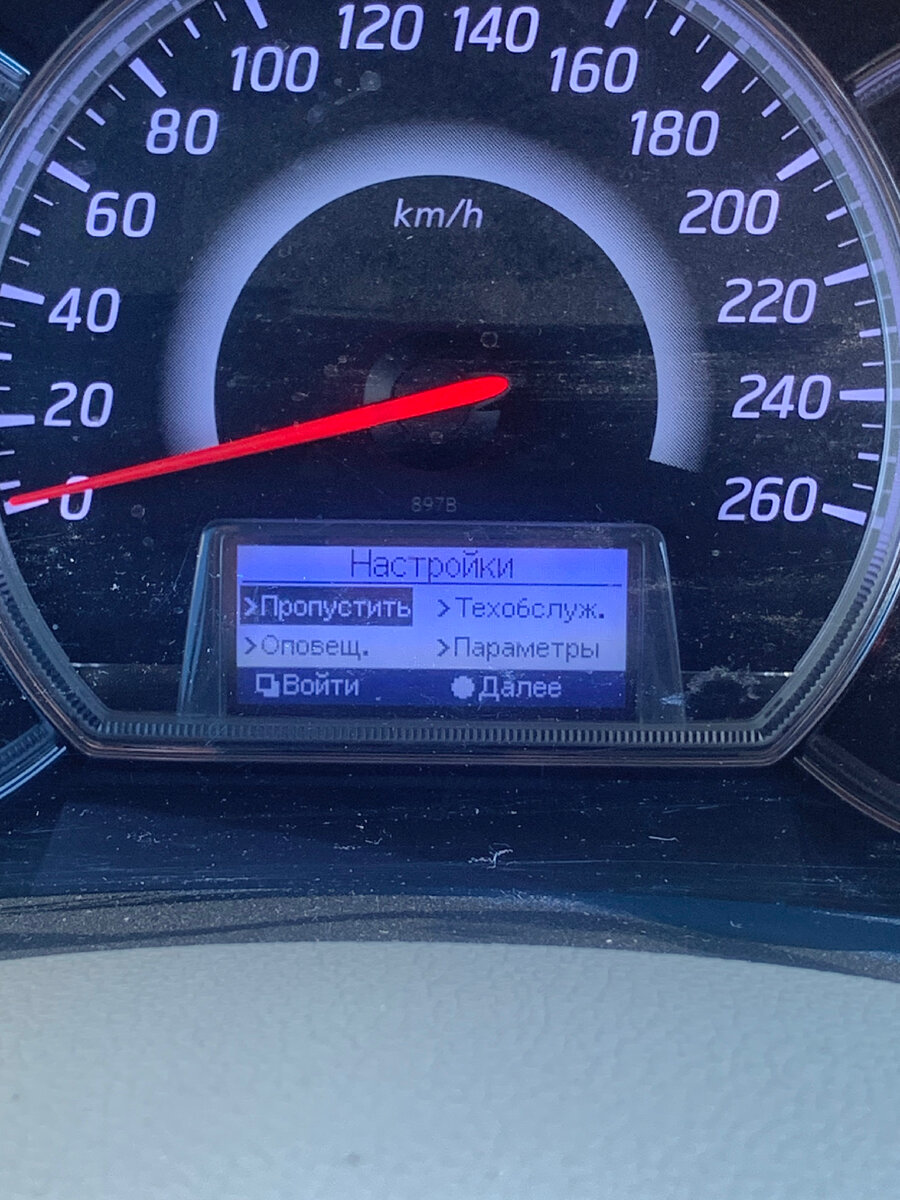 120 140
100 160
80 180
60 km/h 200
40 220
20 240
0 260
897B
Настройки
>Пропустить >Техобслуж.
>Оповещ. >Параметры
Войти Далее